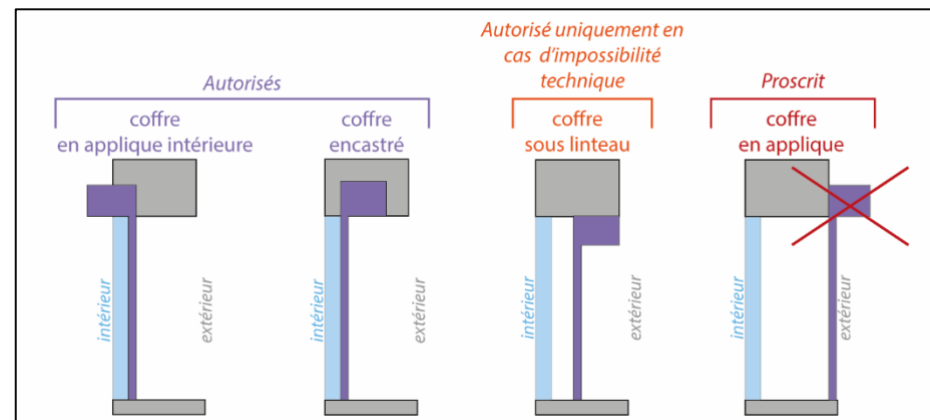 Autorisés
coffre
en applique intérieure
coffre
encastré
Autorisé uniquement en
cas d'impossibilité
technique
coffre
sous linteau
Proscrit
coffre
en applique
intérieur
extérieur
intérieur
extérieur
intérieur
extérieur
intérieur
extérieur